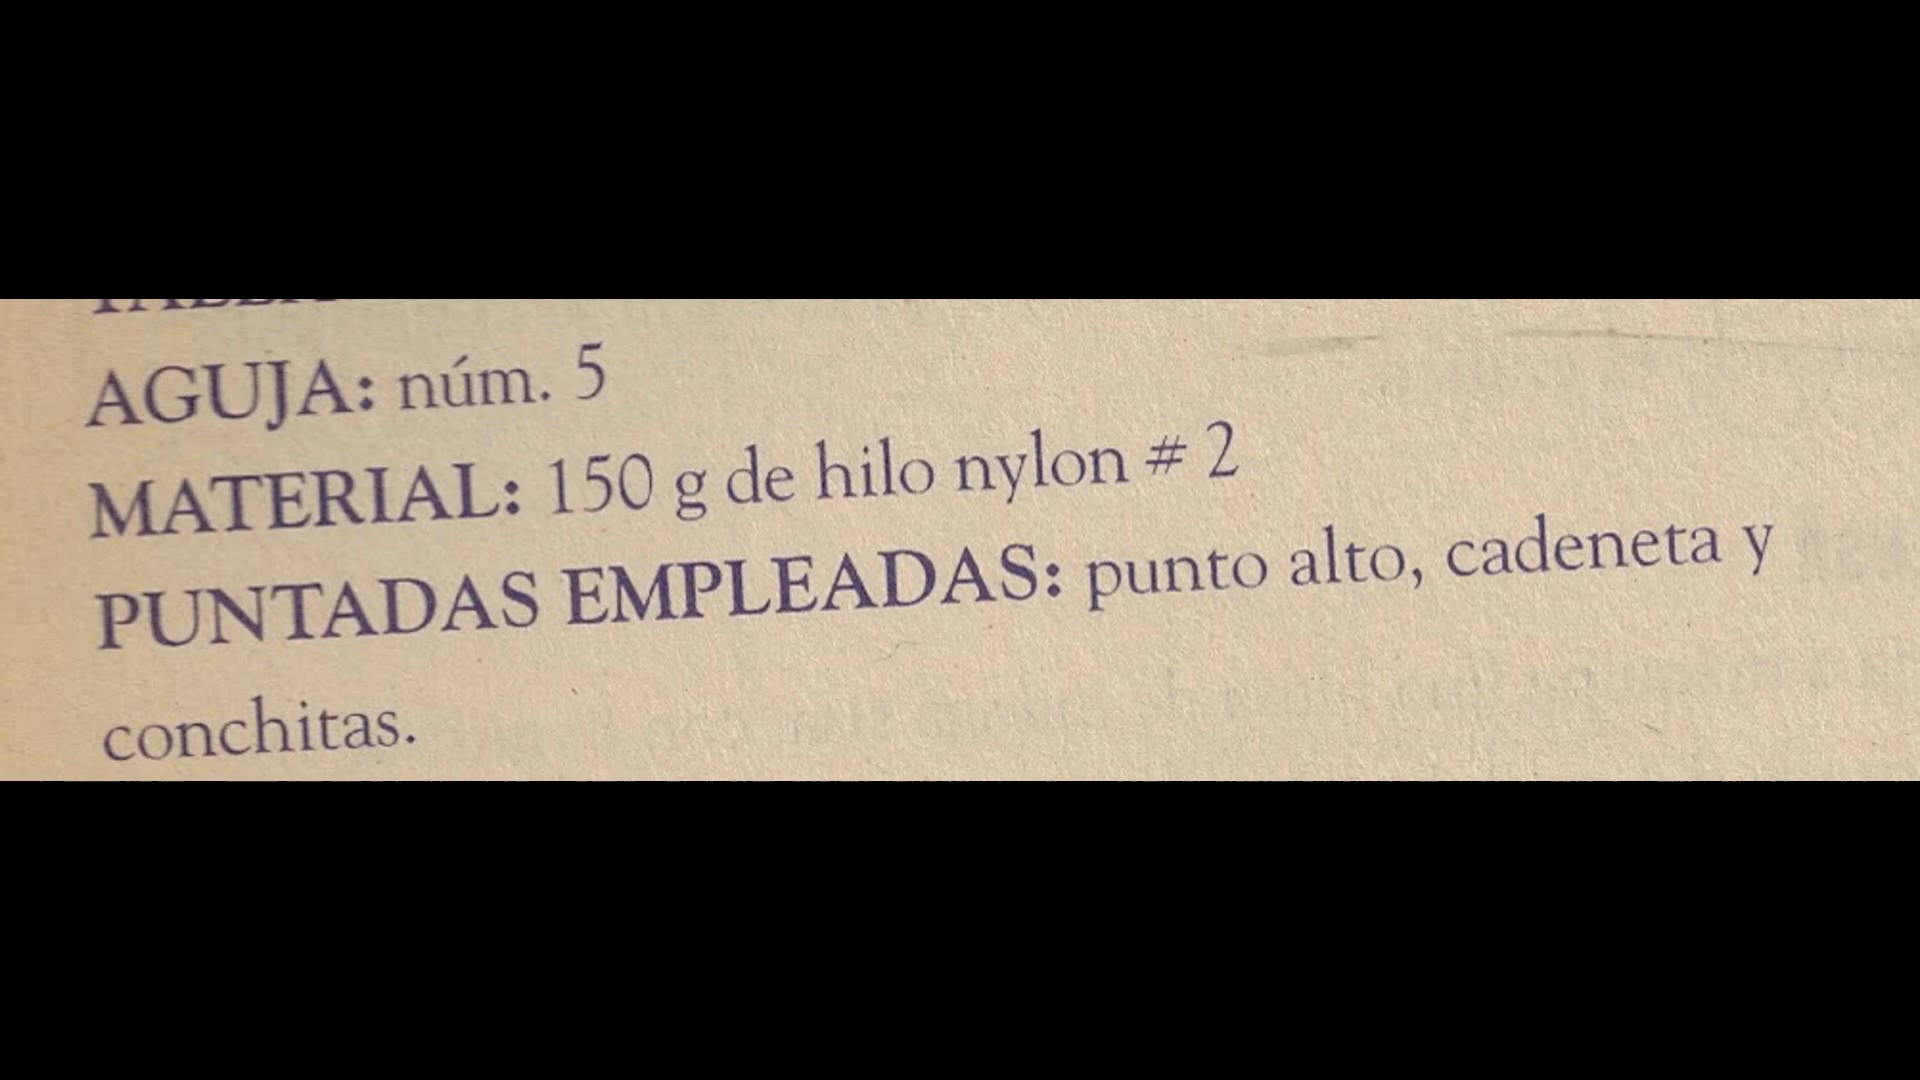 AGUJA: núm. 5
MATERIAL: 150 g de hilo nylon # 2
PUNTADAS EMPLEADAS: punto alto, cadeneta y
conchitas.